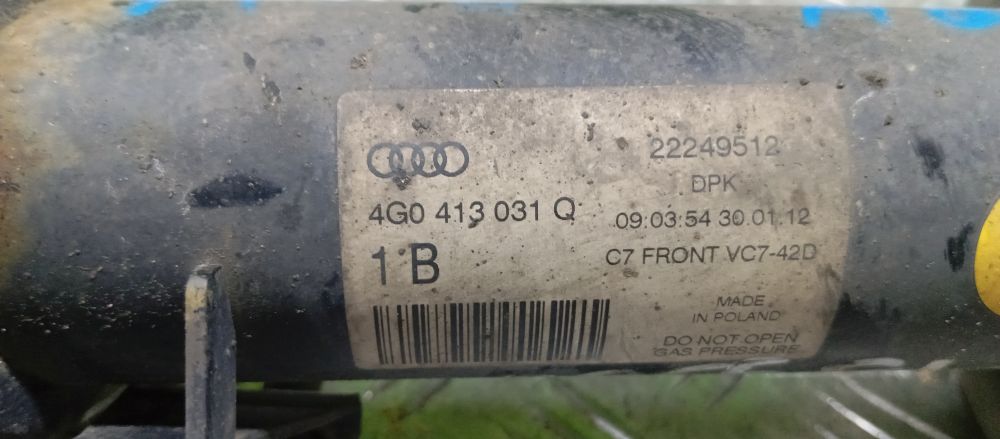 22249512
DPK
4G0 413 031 Q
09:03:54 30.01.12
1 B
C7 FRONT VC7-42D
MADE
IN POLAND
DO NOT OPEN
GAS PRESSURE